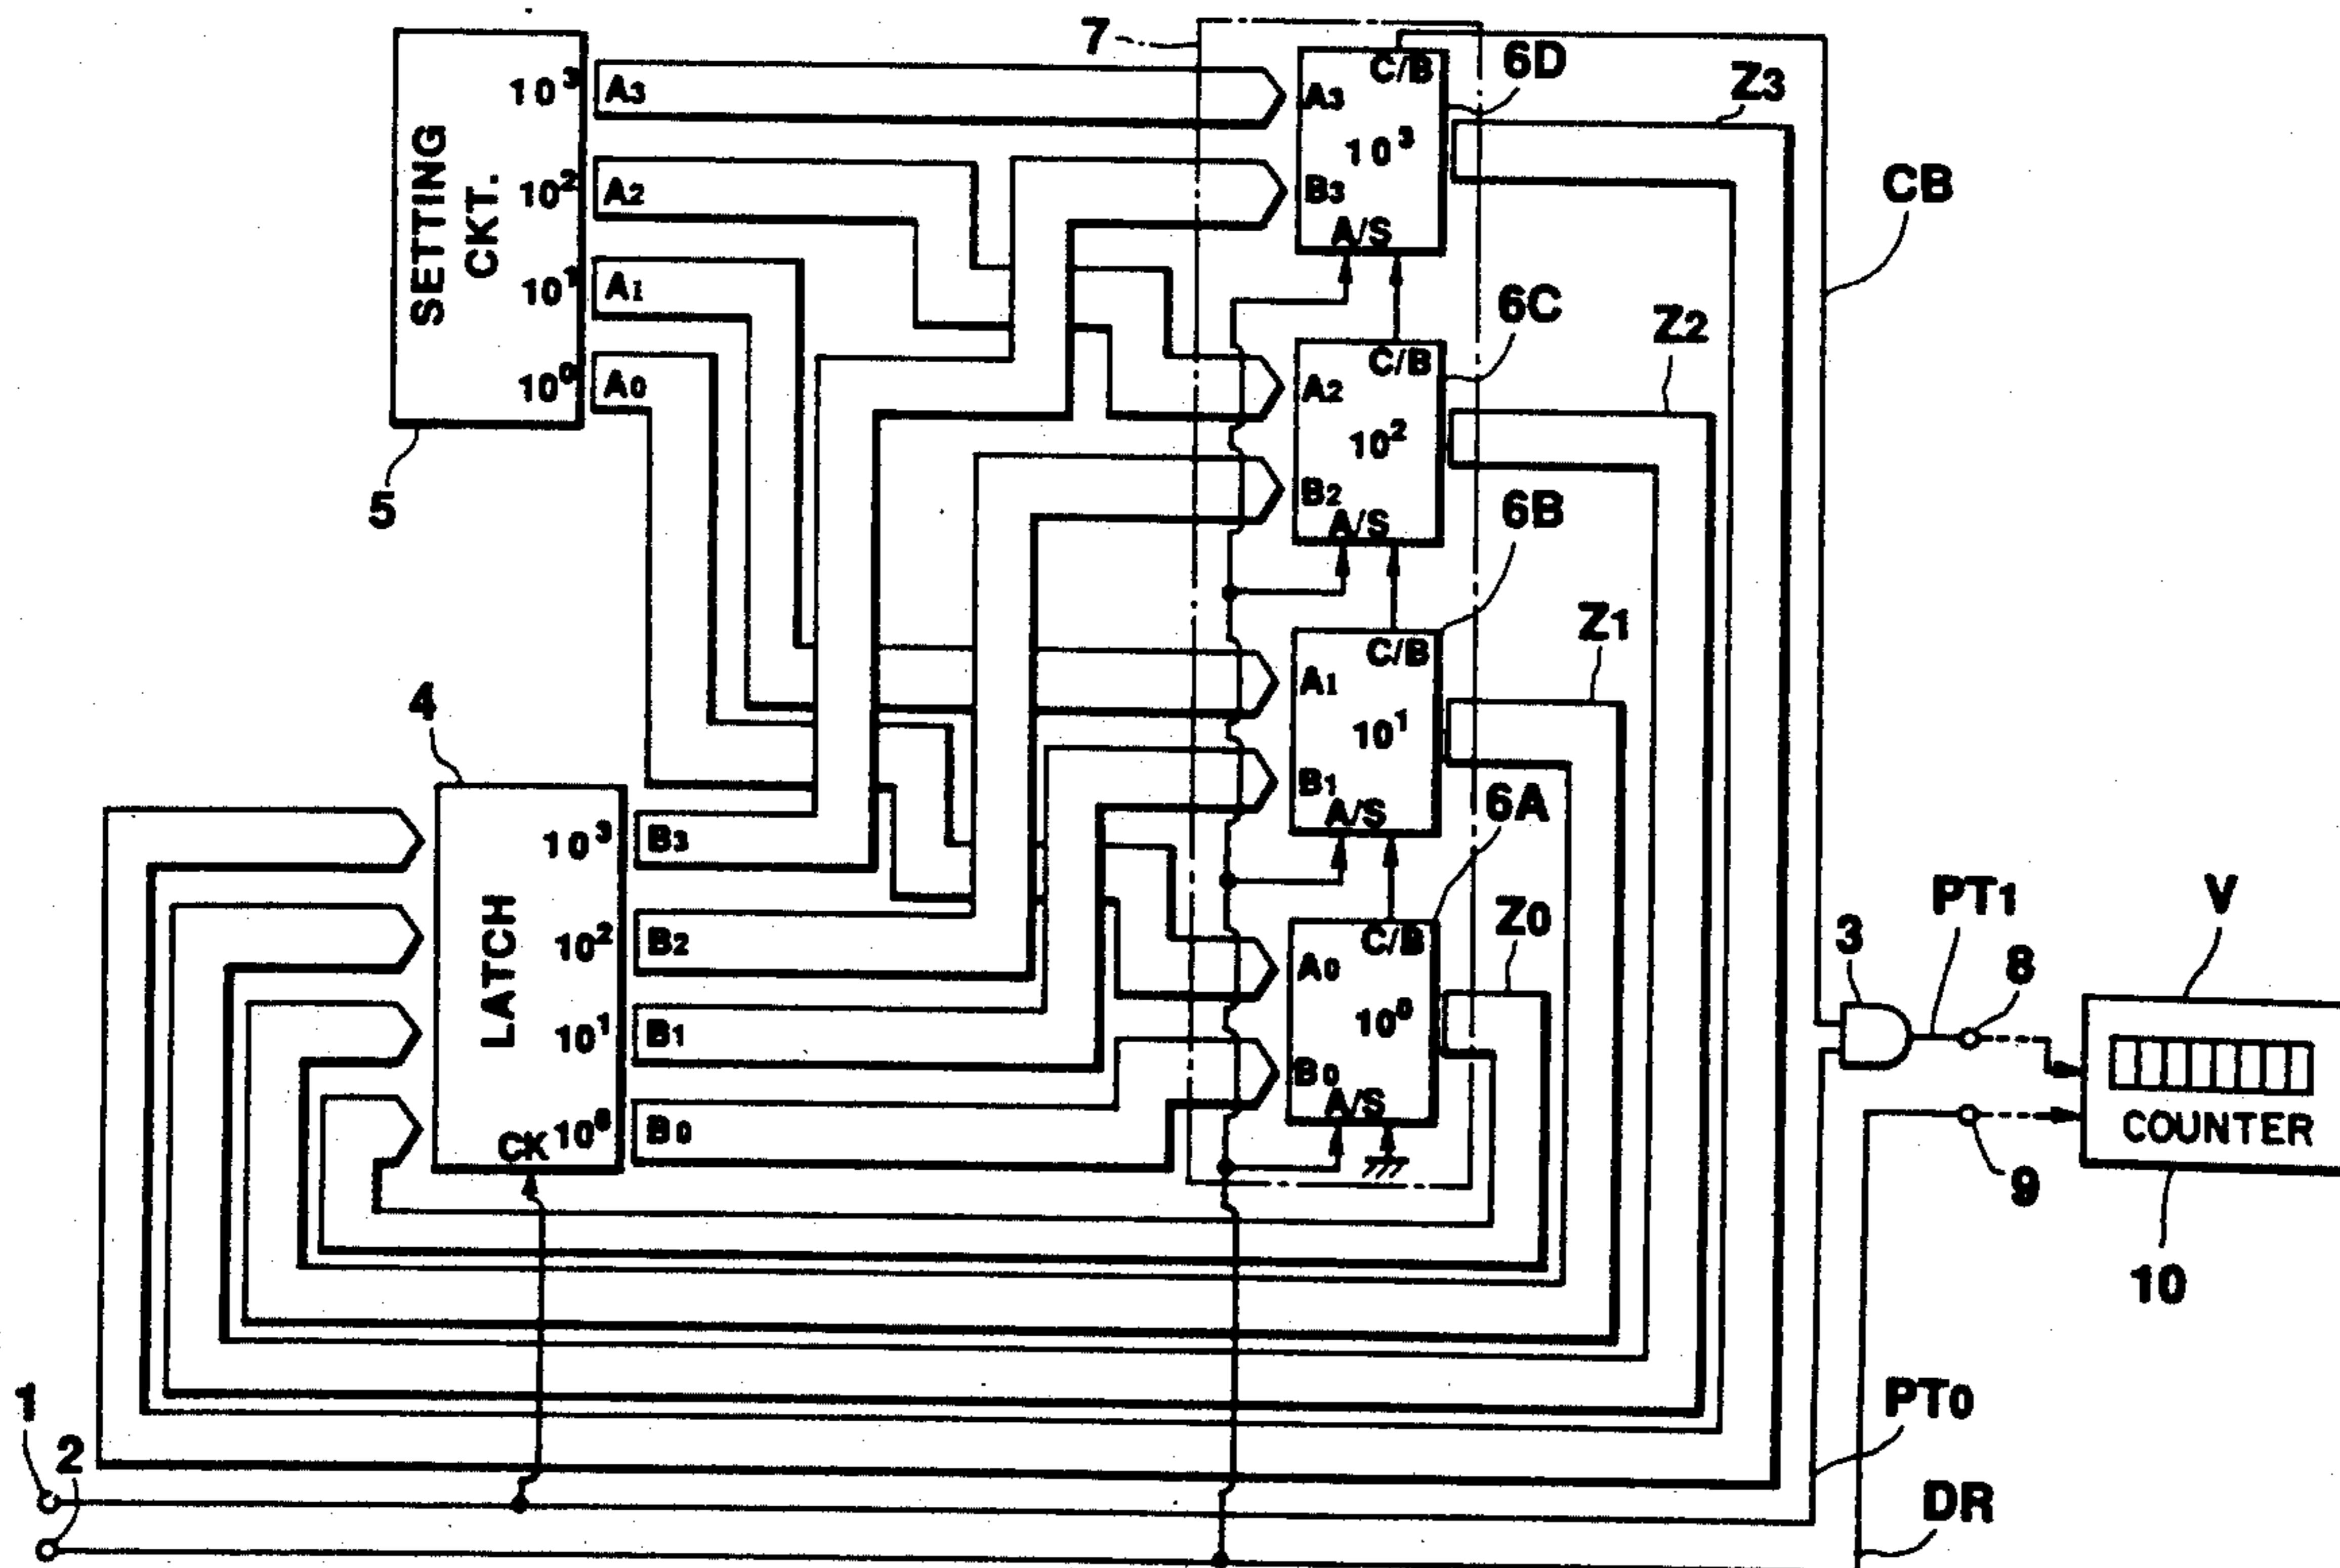 SETTING
CKT.
10³ A3
10² A2
10¹ A1
10⁰ A0
5
7
C/B
A3
10³
B3
A/S
6D
Z3
CB
C/B
A2
10²
B2
A/S
6C
Z2
6B
C/B
A1
10¹
B1
A/S
Z1
6A
C/B
A0
10⁰
B0
A/S
Z0
4
LATCH
10³ B3
10² B2
10¹ B1
10⁰ B0
CK
3
PT1
8
V
COUNTER
9
10
PT0
DR
1
2